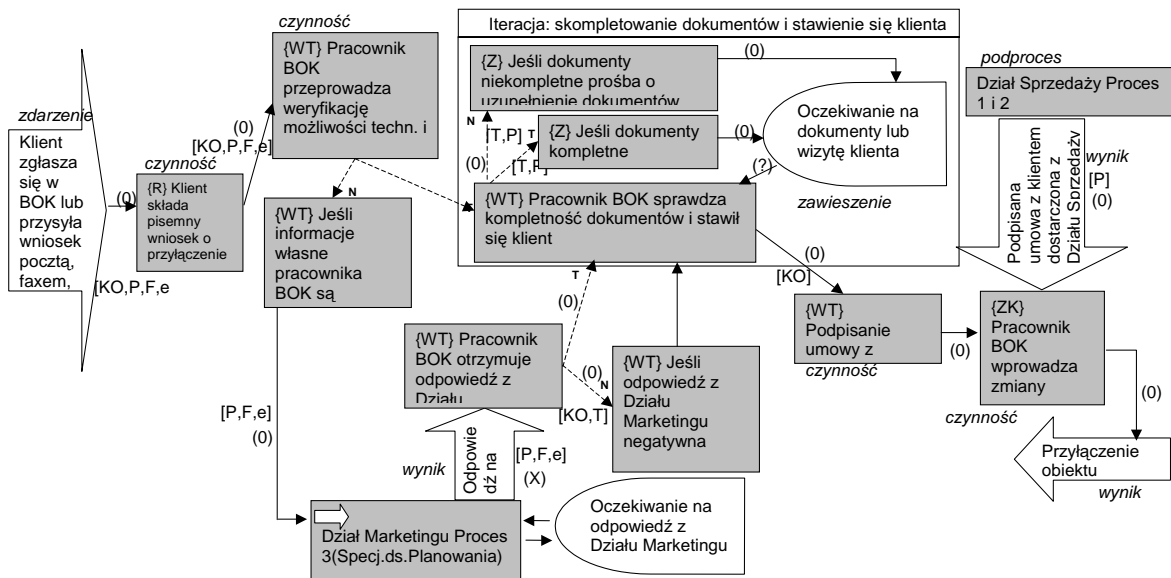 czynność
Iteracja: skompletowanie dokumentów i stawienie się klienta
zdarzenie
Klient
zgłasza
się w
BOK lub
przysyła
wniosek
pocztą,
faxem,
(0)
[KO,P,F,e
czynność
{R} Klient
składa
pisemny
wniosek o
przyłączenie
(0)
[KO,P,F,e]
{WT} Pracownik
BOK
przeprowadza
weryfikację
możliwości techn. i
N
{WT} Jeśli
informacje
własne
pracownika
BOK są
[P,F,e]
(0)
{Z} Jeśli dokumenty
niekompletne prośba o
uzupełnienie dokumentów
(0)
N
[T,P]
T
(0)
[T,P]
{Z} Jeśli dokumenty
kompletne
(0)
Oczekiwanie na
dokumenty lub
wizytę klienta
(?)
zawieszenie
{WT} Pracownik BOK sprawdza
kompletność dokumentów i stawił
się klient
T
(0)
(0)
[KO]
{WT} Pracownik
BOK otrzymuje
odpowiedź z
Działu
(0)
N
[KO,T]
{WT} Jeśli
odpowiedź z
Działu
Marketingu
negatywna
wynik
Odpowie
dź na
[P,F,e]
(X)
Dział Marketingu Proces
3(Specj.ds.Planowania)
Oczekiwanie na
odpowiedź z
Działu Marketingu
{WT}
Podpisanie
umowy z
czynność
(0)
podproces
Dział Sprzedaży Proces
1 i 2
Podpisana
umowa z klientem
dostarczona z
Działu Sprzedaży
wynik
[P]
(0)
{ZK}
Pracownik
BOK
wprowadza
zmiany
czynność
(0)
Przyłączenie
obiektu
wynik